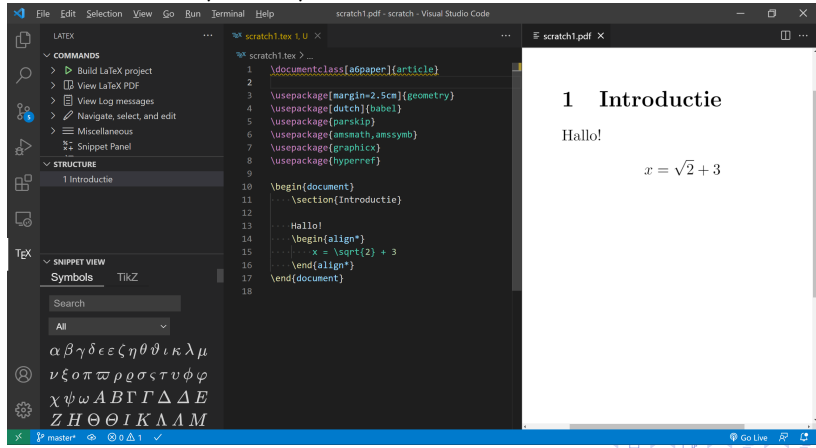 File Edit Selection View Go Run Terminal Help scratch1.pdf - scratch - Visual Studio Code
LATEX ...
COMMANDS
Build LaTeX project
View LaTeX PDF
View Log messages
Navigate, select, and edit
Miscellaneous
Snippet Panel
STRUCTURE
1 Introductie
TEX
SNIPPET VIEW
Symbols TikZ
Search
All
α β γ δ ϵ ε ζ η θ ϑ ι κ λ μ
ν ξ ο π ϖ ρ ϱ σ ς τ υ ϕ φ
χ ψ ω A B Γ Γ Δ Δ E
Z H Θ Θ I K Λ Λ M
scratch1.tex 1, U ...
scratch1.tex > ...
1 \documentclass[a6paper]{article}
2
3 \usepackage[margin=2.5cm]{geometry}
4 \usepackage[dutch]{babel}
5 \usepackage{parskip}
6 \usepackage{amsmath,amssymb}
7 \usepackage{graphicx}
8 \usepackage{hyperref}
9
10 \begin{document}
11 ····\section{Introductie}
12
13 ····Hallo!
14 ····\begin{align*}
15 ········x = \sqrt{2} + 3
16 ····\end{align*}
17 \end{document}
18
scratch1.pdf ...
1 Introductie
Hallo!
x = √2 + 3
master* 0 1 Go Live